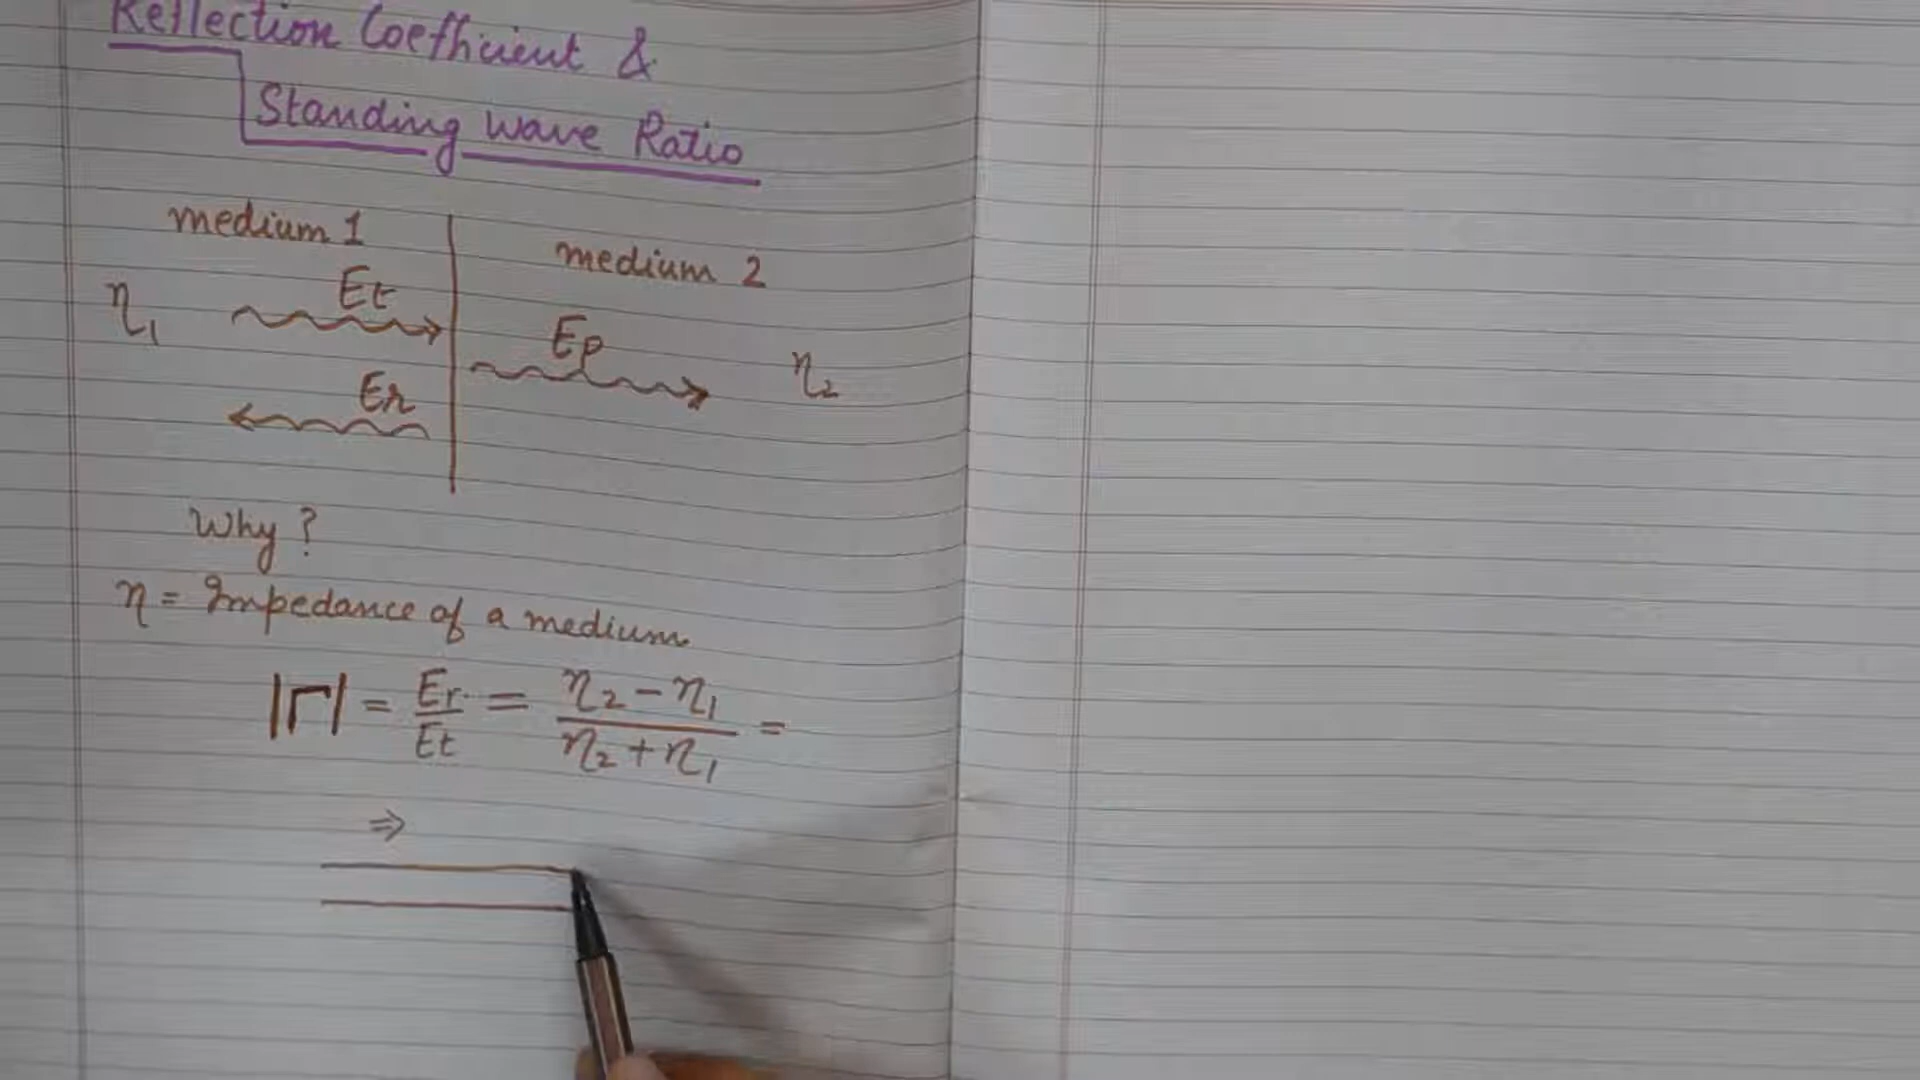 Reflection Coefficient &
Standing Wave Ratio
medium 1
medium 2
η₁
Et
Ep
η₂
Er
Why?
η = Impedance of a medium
|Γ| = Er/Et = (η₂ - η₁)/(η₂ + η₁) =
⇒